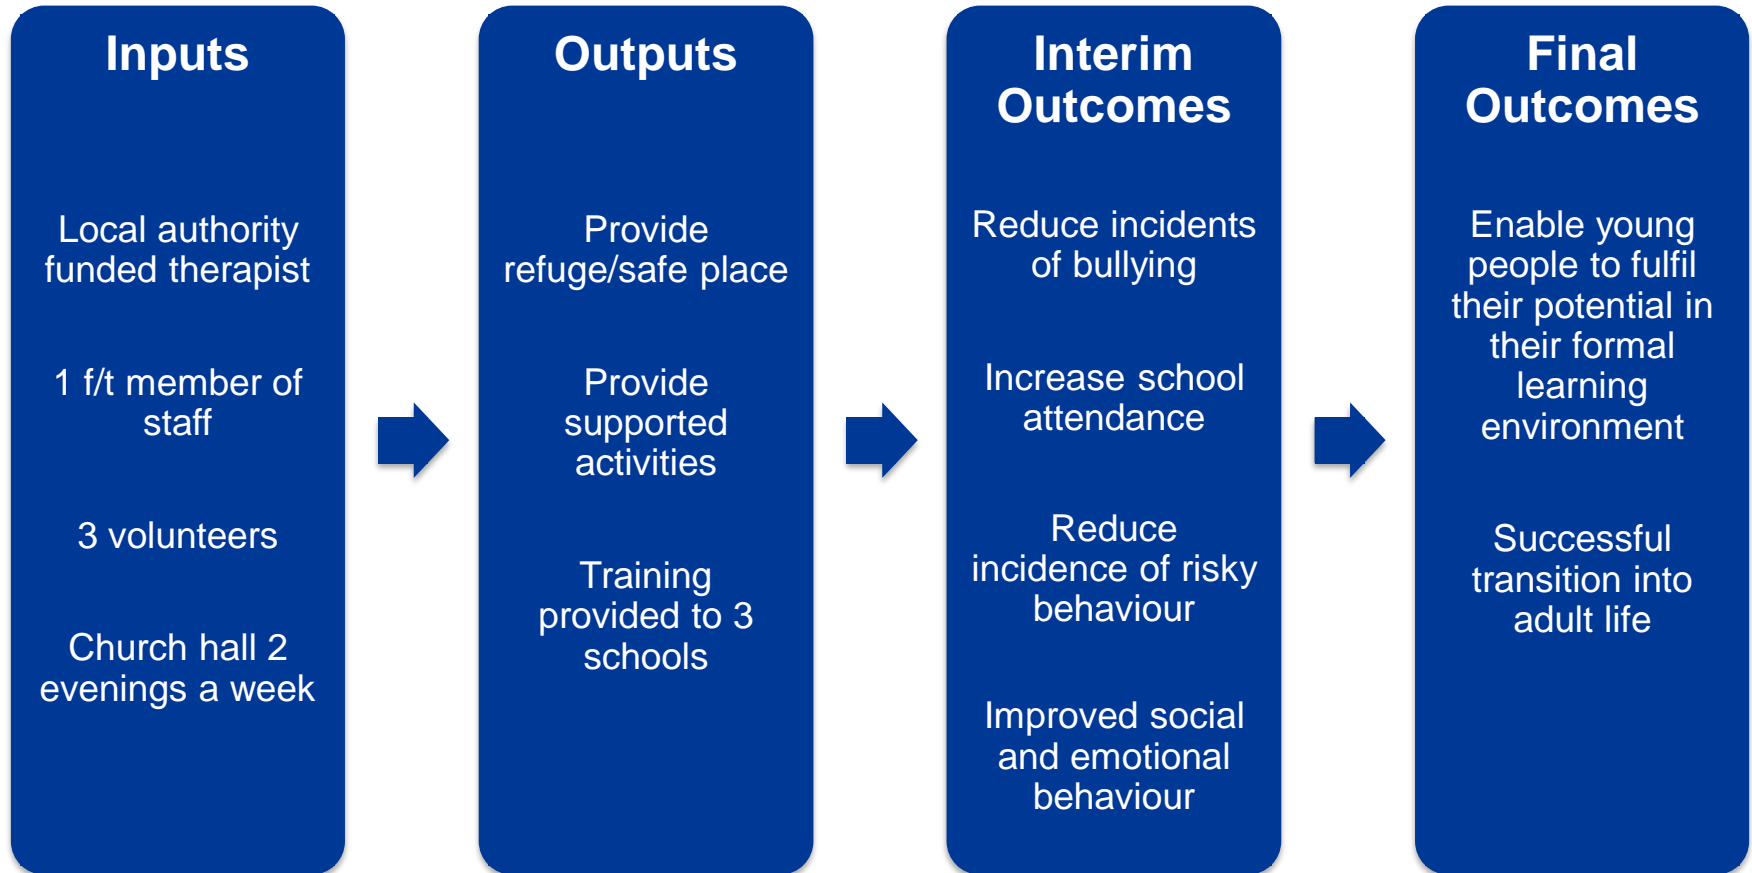 Inputs
Local authority
funded therapist
1 f/t member of
staff
3 volunteers
Church hall 2
evenings a week
Outputs
Provide
refuge/safe place
Provide
supported
activities
Training
provided to 3
schools
Interim
Outcomes
Reduce incidents
of bullying
Increase school
attendance
Reduce
incidence of risky
behaviour
Improved social
and emotional
behaviour
Final
Outcomes
Enable young
people to fulfil
their potential in
their formal
learning
environment
Successful
transition into
adult life